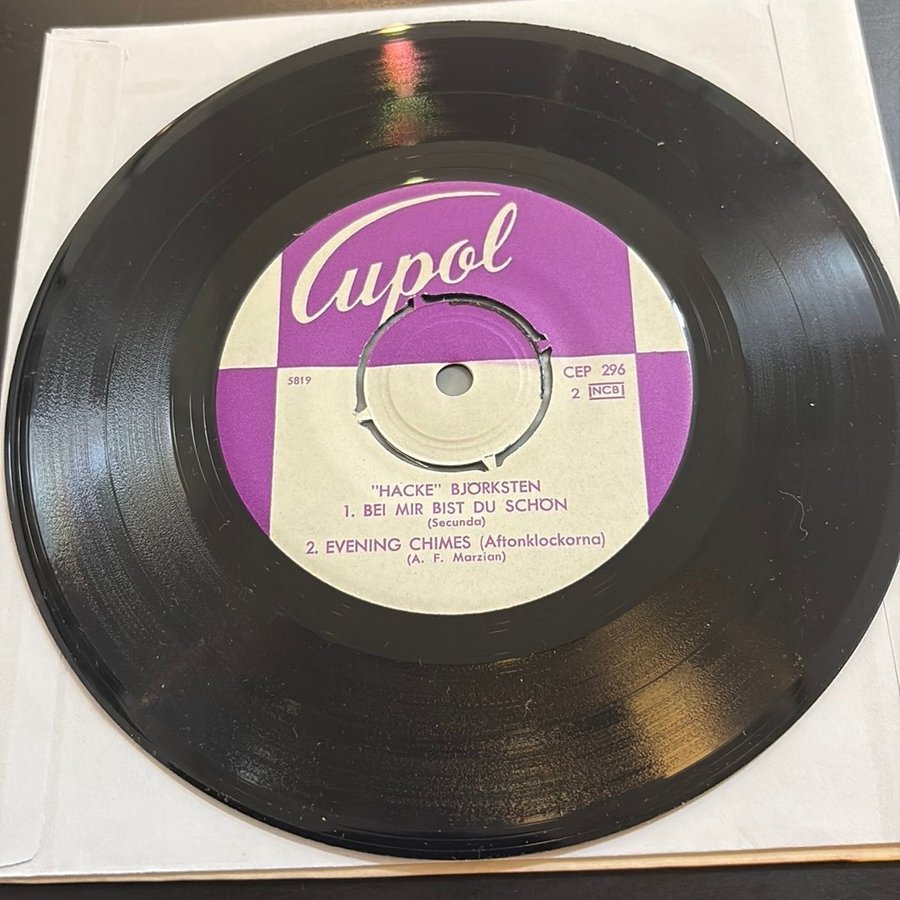 Cupol
5819
CEP 296
2 NCB
"HACKE" BJÖRKSTEN
1. BEI MIR BIST DU SCHÖN
(Secunda)
2. EVENING CHIMES (Aftonklockorna)
(A. F. Marzian)